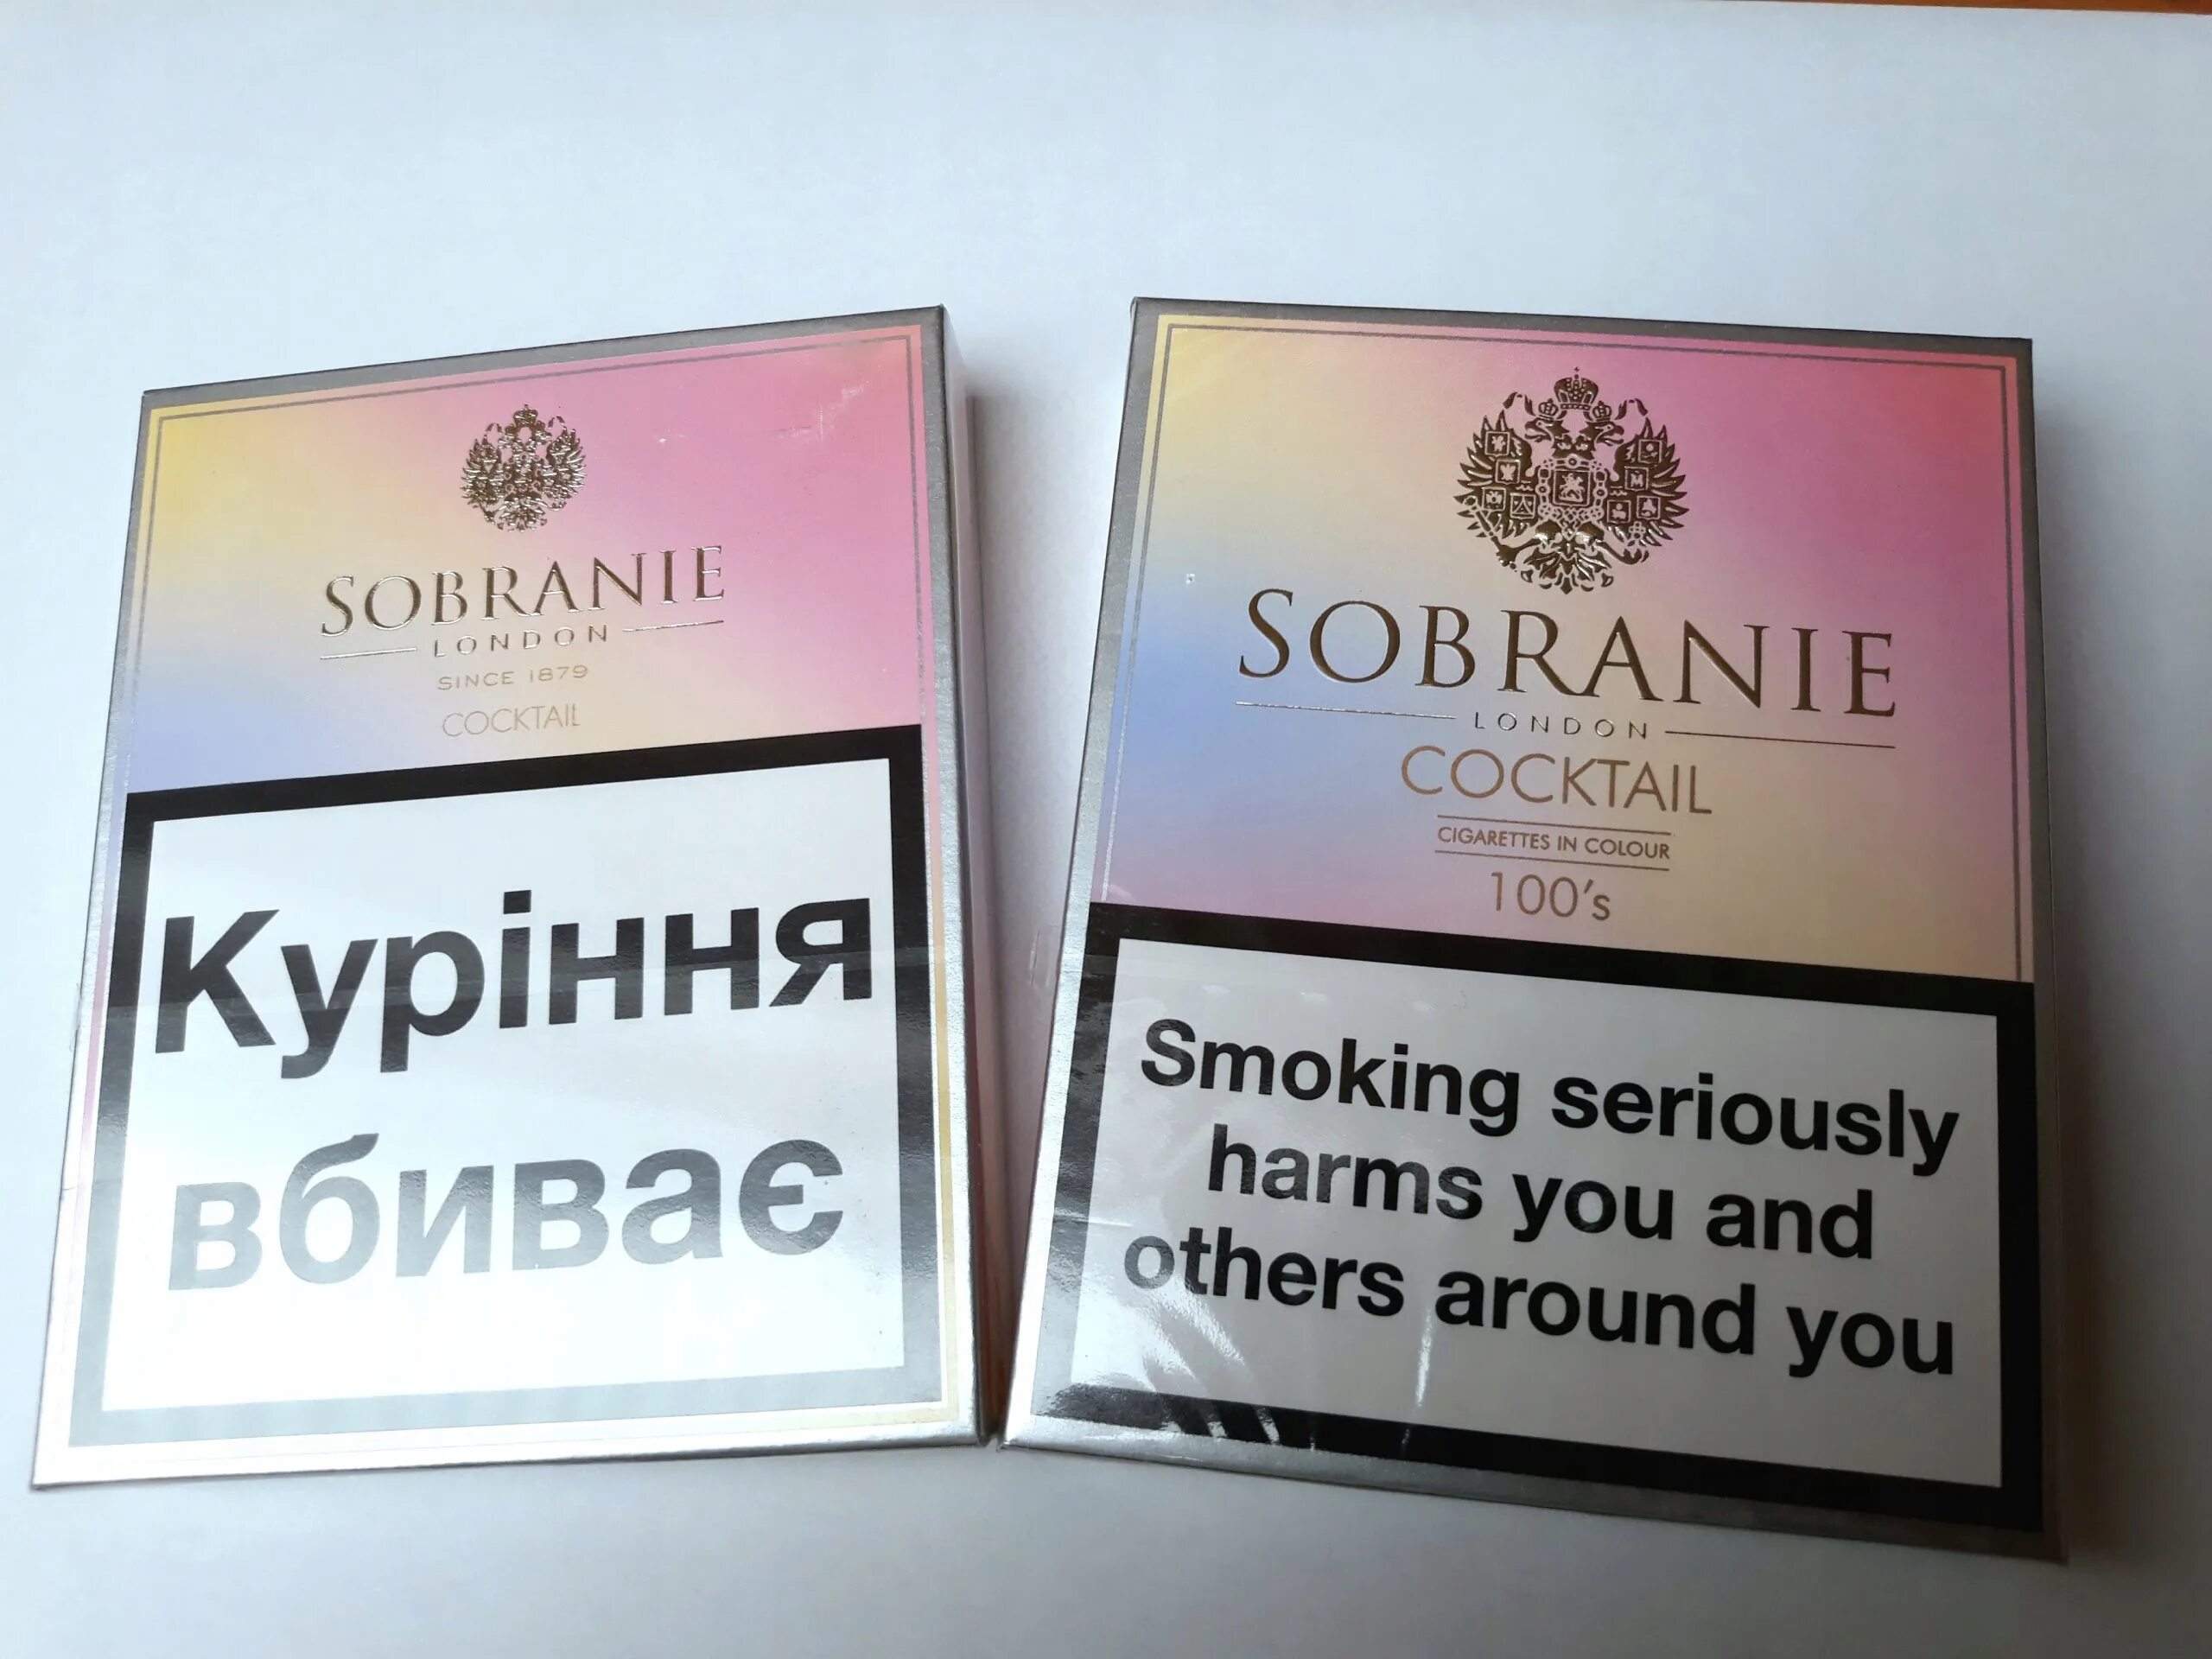 SOBRANIE
LONDON
SINCE 1879
COCKTAIL
Куріння
вбиває
SOBRANIE
LONDON
COCKTAIL
CIGARETTES IN COLOUR
100's
Smoking seriously
harms you and
others around you